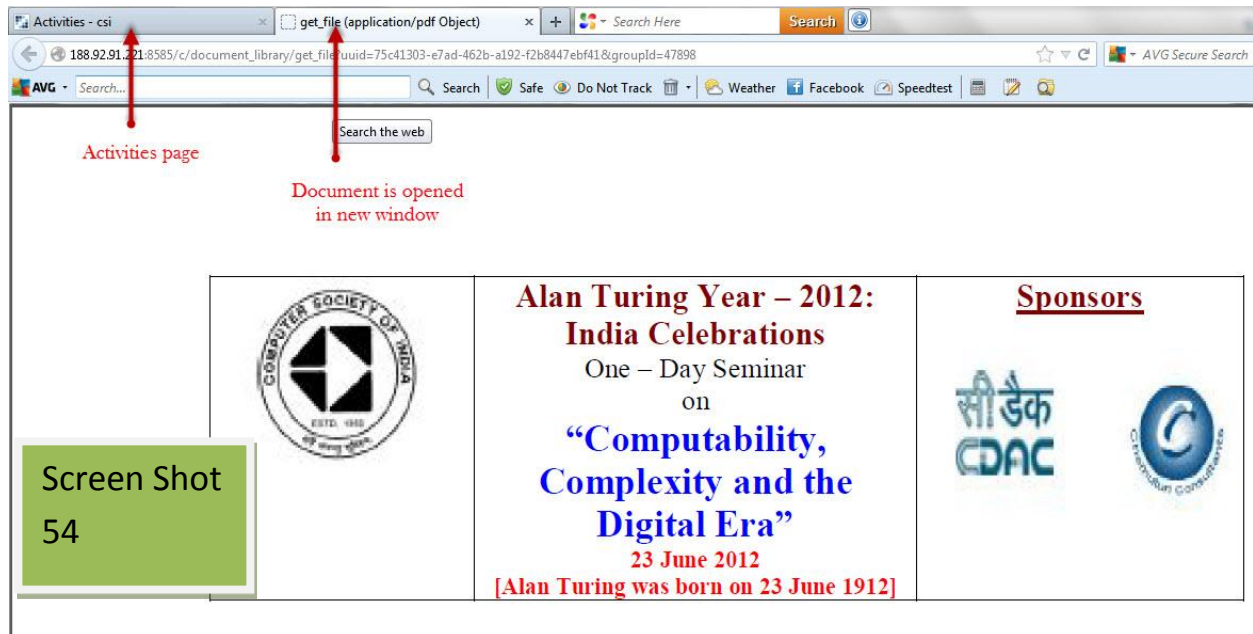 Activities - csi
get_file (application/pdf Object)
Search Here
Search
188.92.91.221:8585/c/document_library/get_file?uuid=75c41303-e7ad-462b-a192-f2b8447ebf41&groupId=47898
AVG Secure Search
AVG Search... Search Safe Do Not Track Weather Facebook Speedtest
Search the web
Activities page
Document is opened
in new window
COMPUTER SOCIETY OF INDIA
ESTD. 1965
Alan Turing Year – 2012:
India Celebrations
One – Day Seminar
on
“Computability,
Complexity and the
Digital Era”
23 June 2012
[Alan Turing was born on 23 June 1912]
Sponsors
सी डैक
CDAC
C
Screen Shot
54